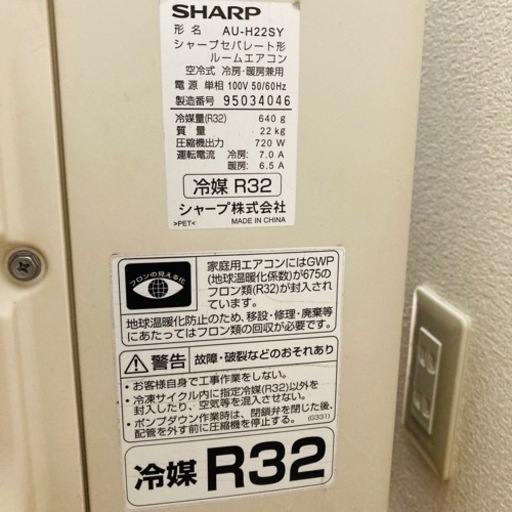 SHARP
形 名 AU-H22SY
シャープセパレート形
ルームエアコン
空冷式 冷房・暖房兼用
電 源 単相 100V 50/60Hz
製造番号 95034046
冷媒量(R32) 640 g
質 量 22 kg
圧縮機出力 720 W
運転電流 冷房: 7.0 A
暖房: 6.5 A
冷媒 R32
シャープ株式会社
>PET< MADE IN CHINA
フロンの見える化
家庭用エアコンにはGWP
(地球温暖化係数)が675の
フロン類(R32)が封入され
ています。
地球温暖化防止のため、移設・修理・廃棄等
にあたってはフロン類の回収が必要です。
警告 故障・破裂などのおそれあり
・お客様自身で工事作業をしない。
・冷凍サイクル内に指定冷媒(R32)以外を
封入したり、空気等を混入させない。
・ポンプダウン作業時は、閉鎖弁を閉じた後、
配管を外す前に圧縮機を停止する。 (G331)
冷媒 R32